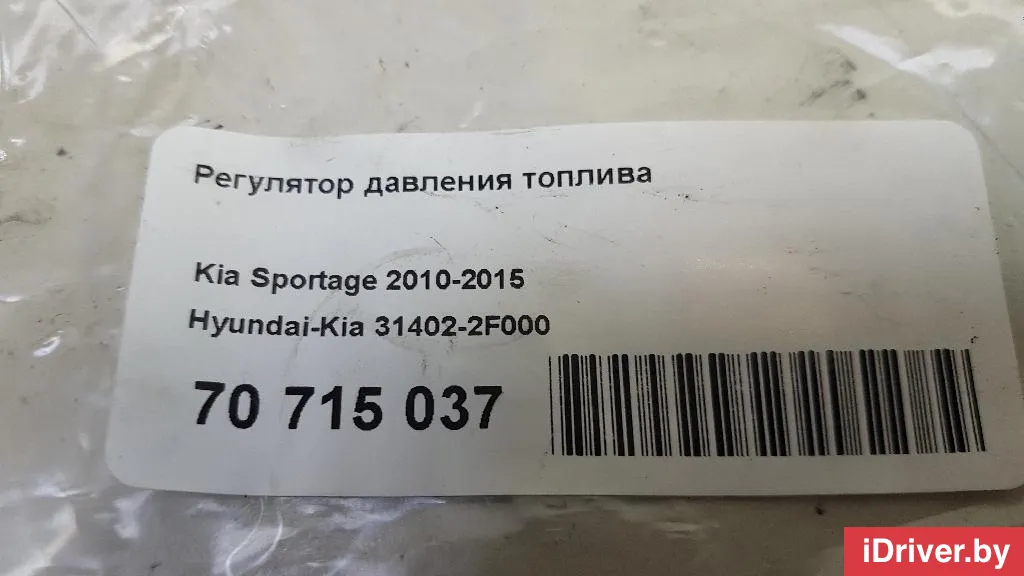 Регулятор давления топлива
Kia Sportage 2010-2015
Hyundai-Kia 31402-2F000
70 715 037
iDriver.by